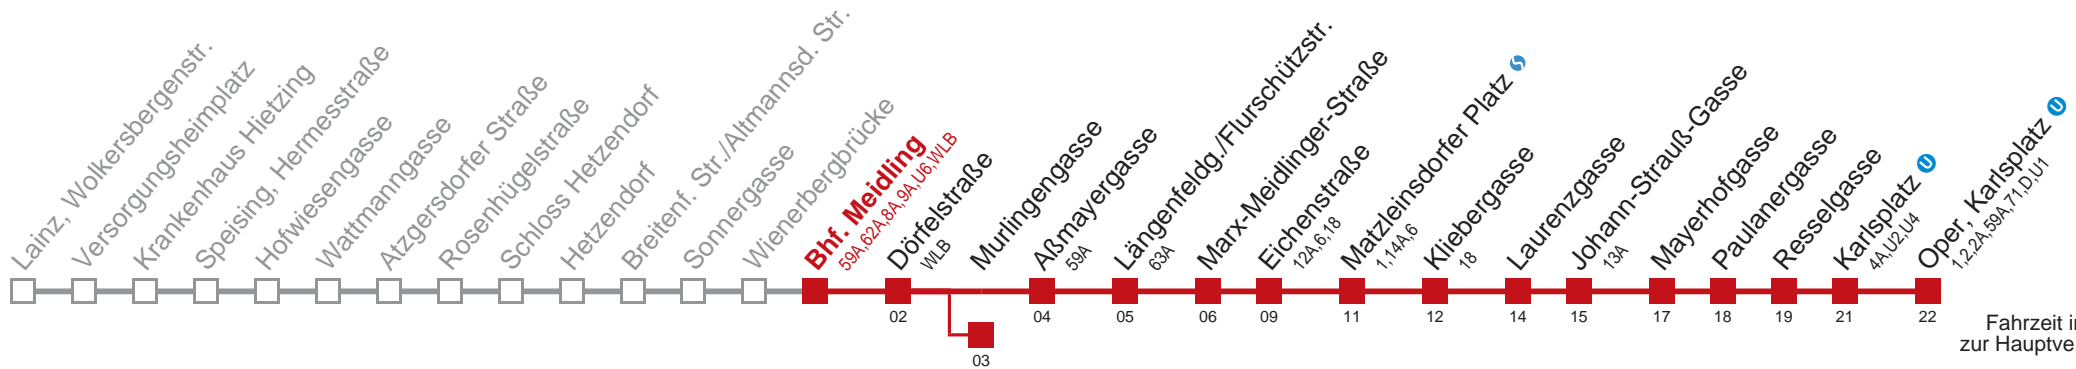 Lainz, Wolkersbergenstr.
Versorgungsheimplatz
Krankenhaus Hietzing
Speising, Hermesstraße
Hofwiesengasse
Wattmanngasse
Atzgersdorfer Straße
Rosenhügelstraße
Schloss Hetzendorf
Hetzendorf
Breitenf. Str./Altmannsd. Str.
Sonnergasse
Wienerbergbrücke
Bhf. Meidling
59A,62A,8A,9A,U6,WLB
Dörfelstraße
WLB
02
Murlingengasse
03
Aßmayergasse
59A
04
Längenfeldg./Flurschützstr.
63A
05
Marx-Meidlinger-Straße
06
Eichenstraße
12A,6,18
09
Matzleinsdorfer Platz S
1,14A,6
11
Kliebergasse
18
12
Laurenzgasse
14
Johann-Strauß-Gasse
13A
15
Mayerhofgasse
17
Paulanergasse
18
Resselgasse
19
Karlsplatz U
4A,U2,U4
21
Oper, Karlsplatz U
1,2,2A,59A,71,D,U1
22
Fahrzeit i
zur Hauptve